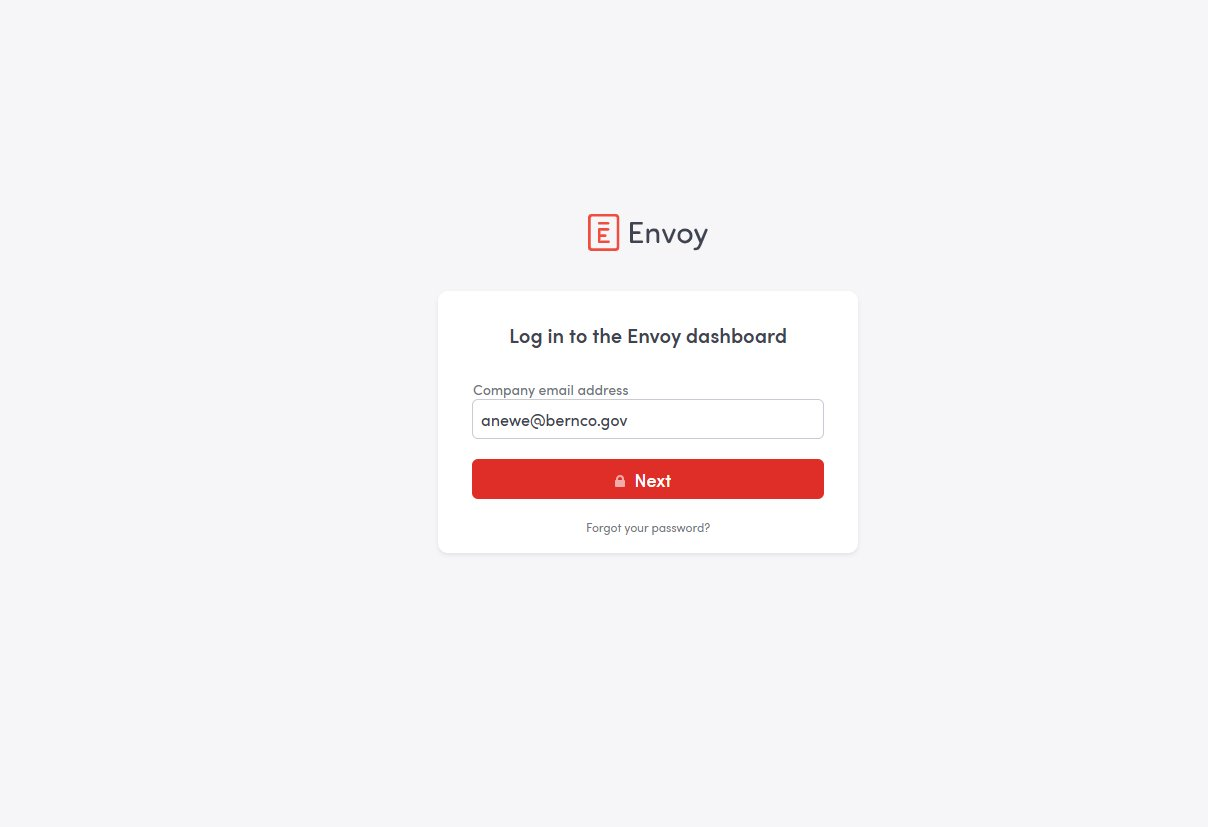 Envoy
Log in to the Envoy dashboard
Company email address
anewe@bernco.gov
Next
Forgot your password?